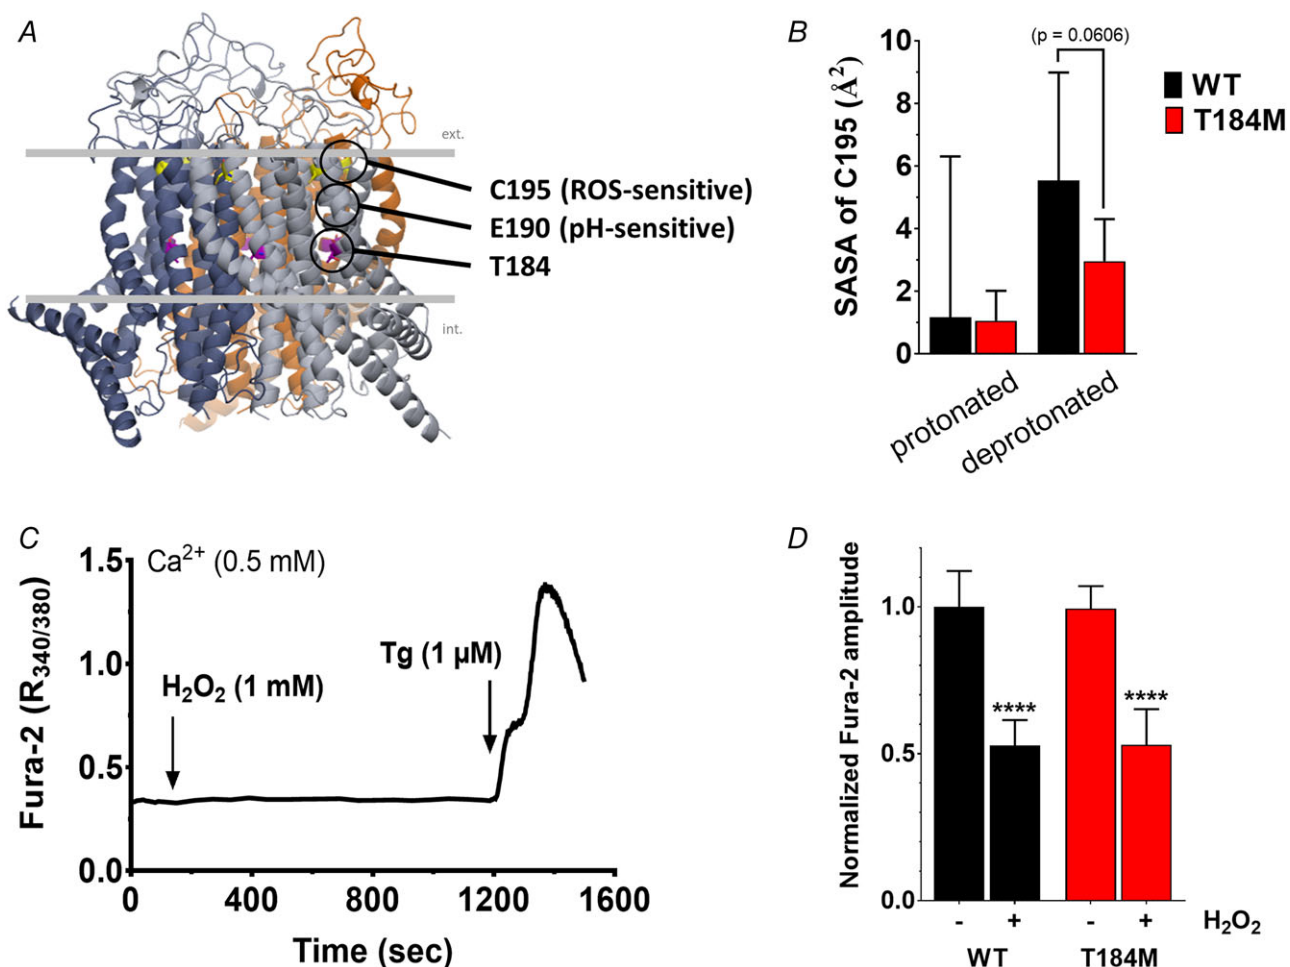 A
ext.
C195 (ROS-sensitive)
E190 (pH-sensitive)
T184
int.
B
(p = 0.0606)
WT
T184M
SASA of C195 (Å²)
10
8
6
4
2
0
protonated
deprotonated
C
Ca²⁺ (0.5 mM)
H₂O₂ (1 mM)
Tg (1 µM)
Fura-2 (R₃₄₀/₃₈₀)
1.5
1.0
0.5
0.0
0 400 800 1200 1600
Time (sec)
D
Normalized Fura-2 amplitude
1.0
0.5
0.0
**** ****
- + - + H₂O₂
WT T184M